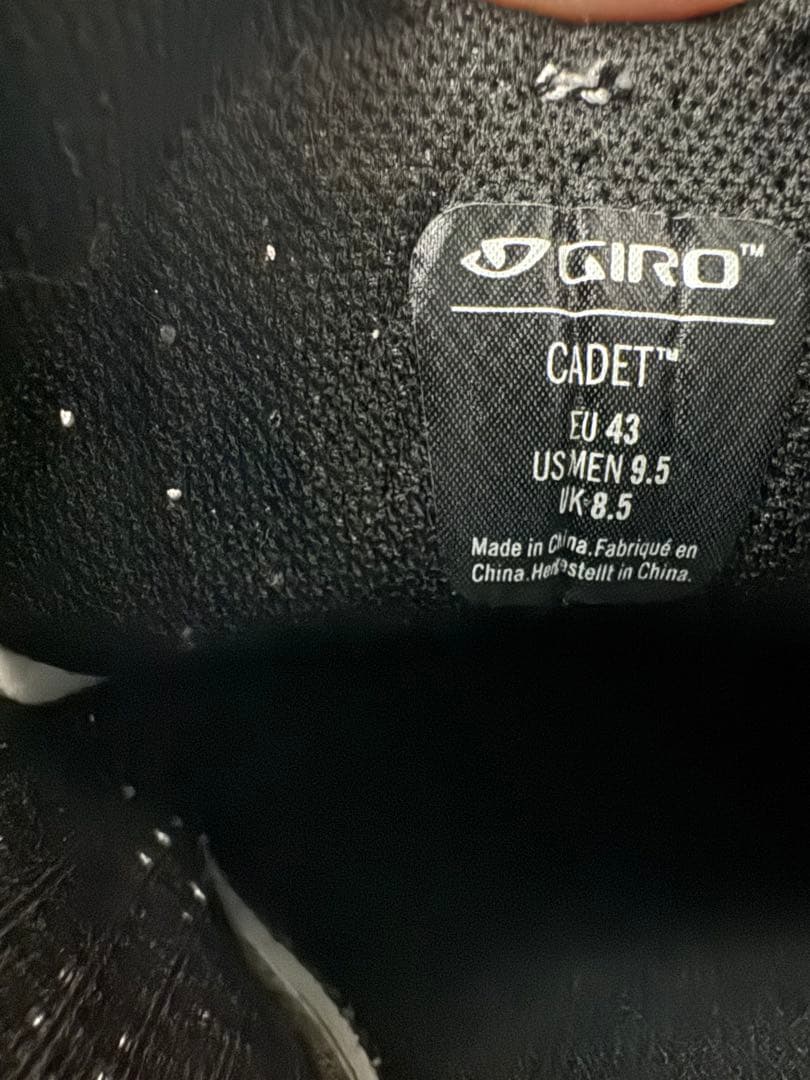 GIRO™
CADET™
EU 43
US MEN 9.5
UK 8.5
Made in China. Fabriqué en
China. Hergestellt in China.